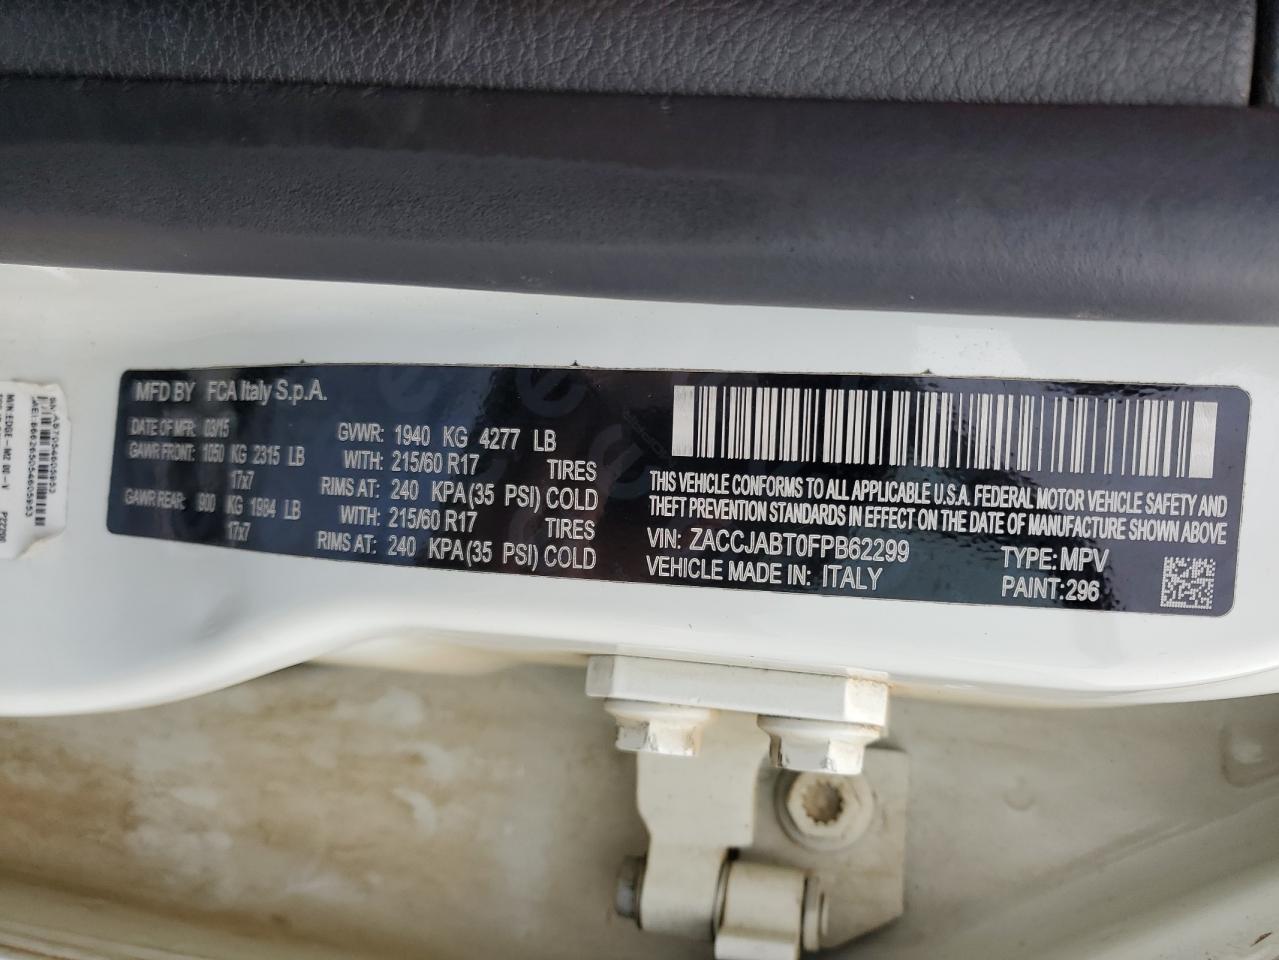 MFD BY FCA Italy S.p.A.
DATE OF MFR: 03/15 GVWR: 1940 KG 4277 LB
GAWR FRONT: 1050 KG 2315 LB WITH: 215/60 R17 TIRES
17x7 RIMS AT: 240 KPA(35 PSI) COLD
GAWR REAR: 900 KG 1984 LB WITH: 215/60 R17 TIRES
17x7 RIMS AT: 240 KPA(35 PSI) COLD
THIS VEHICLE CONFORMS TO ALL APPLICABLE U.S.A. FEDERAL MOTOR VEHICLE SAFETY AND
THEFT PREVENTION STANDARDS IN EFFECT ON THE DATE OF MANUFACTURE SHOWN ABOVE
VIN: ZACCJABT0FPB62299 TYPE:MPV
VEHICLE MADE IN: ITALY PAINT:296